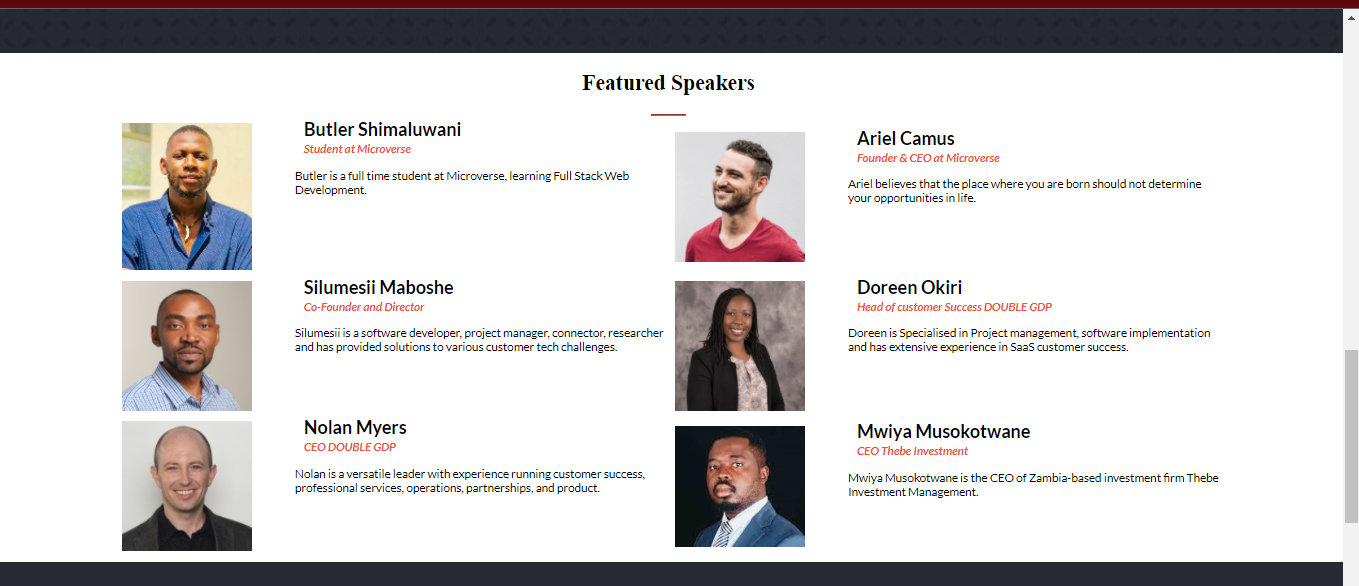 Featured Speakers
Butler Shimaluwani
Student at Microverse
Butler is a full time student at Microverse, learning Full Stack Web
Development.
Ariel Camus
Founder & CEO at Microverse
Ariel believes that the place where you are born should not determine
your opportunities in life.
Silumesii Maboshe
Co-Founder and Director
Silumesii is a software developer, project manager, connector, researcher
and has provided solutions to various customer tech challenges.
Doreen Okiri
Head of customer Success DOUBLE GDP
Doreen is Specialised in Project management, software implementation
and has extensive experience in SaaS customer success.
Nolan Myers
CEO DOUBLE GDP
Nolan is a versatile leader with experience running customer success,
professional services, operations, partnerships, and product.
Mwiya Musokotwane
CEO Thebe Investment
Mwiya Musokotwane is the CEO of Zambia-based investment firm Thebe
Investment Management.